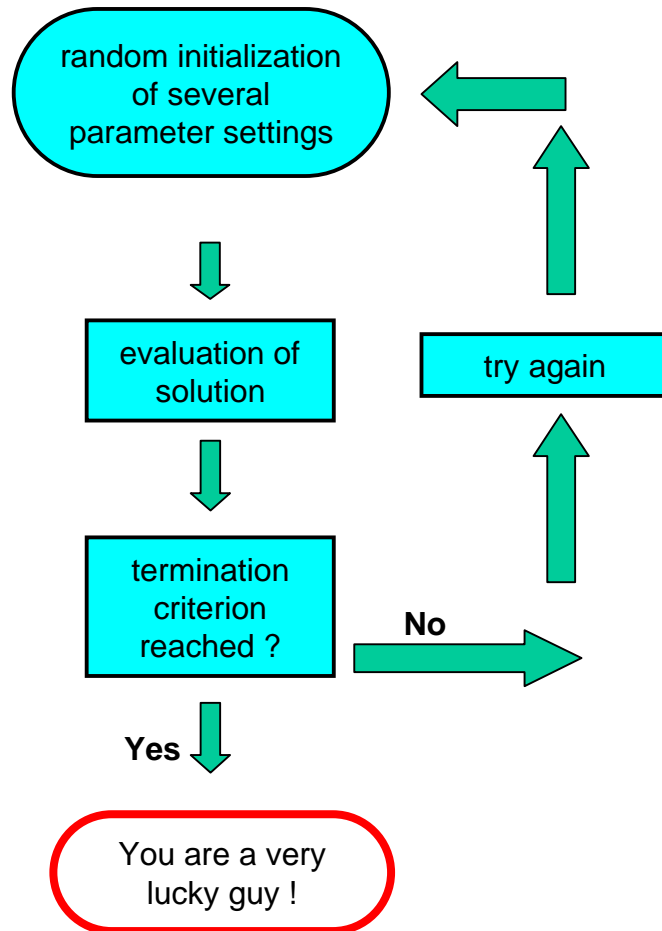 random initialization
of several
parameter settings
evaluation of
solution
try again
termination
criterion
reached ?
No
Yes
You are a very
lucky guy !